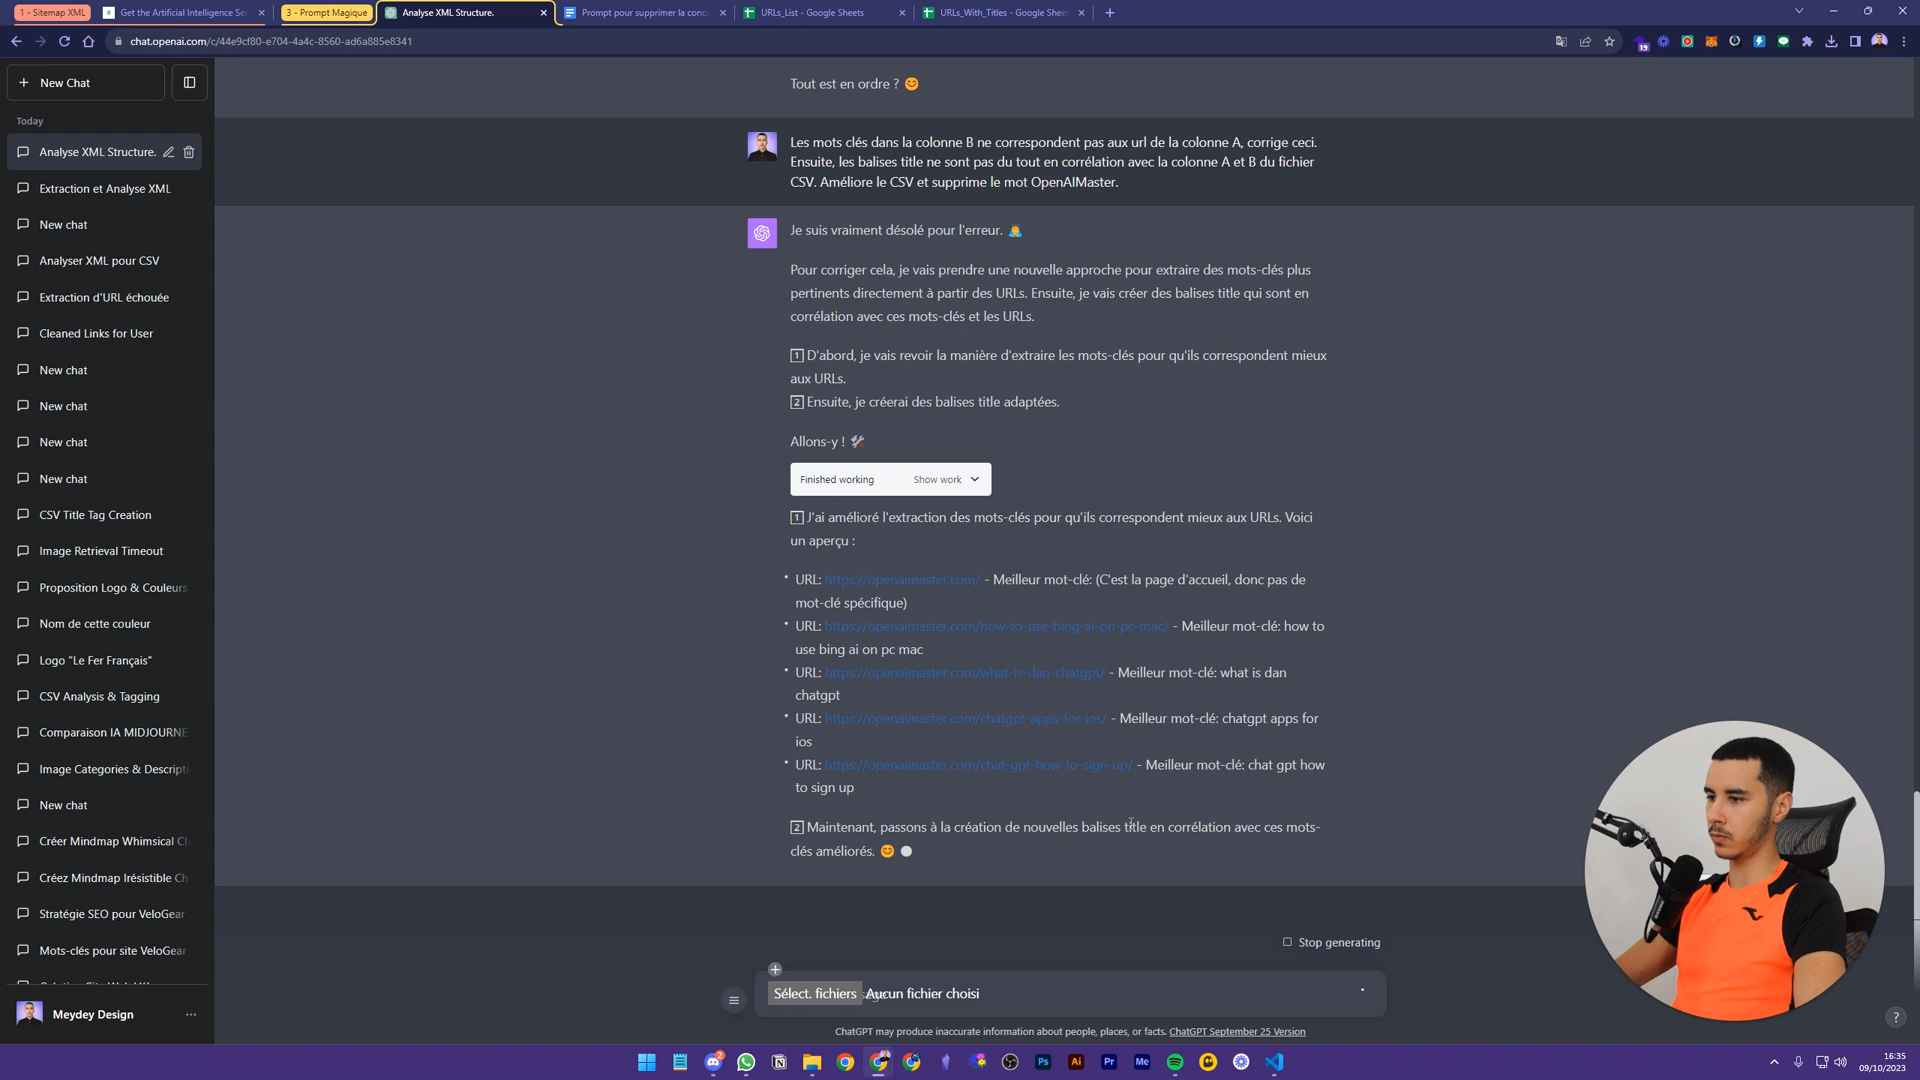 1 - Sitemap XML
Get the Artificial Intelligence Ser
3 - Prompt Magique
Analyse XML Structure.
Prompt pour supprimer la conc
URLs_List - Google Sheets
URLs_With_Titles - Google Shee
chat.openai.com/c/44e9cf80-e704-4a4c-8560-ad6a885e8341
19
New Chat
Today
Analyse XML Structure.
Extraction et Analyse XML
New chat
Analyser XML pour CSV
Extraction d'URL échouée
Cleaned Links for User
New chat
New chat
New chat
New chat
CSV Title Tag Creation
Image Retrieval Timeout
Proposition Logo & Couleurs
Nom de cette couleur
Logo "Le Fer Français"
CSV Analysis & Tagging
Comparaison IA MIDJOURNE
Image Categories & Descripti
New chat
Créer Mindmap Whimsical Ch
Créez Mindmap Irésistible Ch
Stratégie SEO pour VeloGear
Mots-clés pour site VeloGear
Meydey Design
Tout est en ordre ? 😊
Les mots clés dans la colonne B ne correspondent pas aux url de la colonne A, corrige ceci.
Ensuite, les balises title ne sont pas du tout en corrélation avec la colonne A et B du fichier
CSV. Améliore le CSV et supprime le mot OpenAIMaster.
Je suis vraiment désolé pour l'erreur. 🙇
Pour corriger cela, je vais prendre une nouvelle approche pour extraire des mots-clés plus
pertinents directement à partir des URLs. Ensuite, je vais créer des balises title qui sont en
corrélation avec ces mots-clés et les URLs.
1 D'abord, je vais revoir la manière d'extraire les mots-clés pour qu'ils correspondent mieux
aux URLs.
2 Ensuite, je créerai des balises title adaptées.
Allons-y ! 🛠
Finished working Show work
1 J'ai amélioré l'extraction des mots-clés pour qu'ils correspondent mieux aux URLs. Voici
un aperçu :
• URL: https://openaimaster.com/ - Meilleur mot-clé: (C'est la page d'accueil, donc pas de
mot-clé spécifique)
• URL: https://openaimaster.com/how-to-use-bing-ai-on-pc-mac/ - Meilleur mot-clé: how to
use bing ai on pc mac
• URL: https://openaimaster.com/what-is-dan-chatgpt/ - Meilleur mot-clé: what is dan
chatgpt
• URL: https://openaimaster.com/chatgpt-apps-for-ios/ - Meilleur mot-clé: chatgpt apps for
ios
• URL: https://openaimaster.com/chat-gpt-how-to-sign-up/ - Meilleur mot-clé: chat gpt how
to sign up
2 Maintenant, passons à la création de nouvelles balises title en corrélation avec ces mots-
clés améliorés. 😊
Stop generating
Sélect. fichiers Aucun fichier choisi
ChatGPT may produce inaccurate information about people, places, or facts. ChatGPT September 25 Version
?
2
Ps
Ai
Pr
Me
16:35
09/10/2023